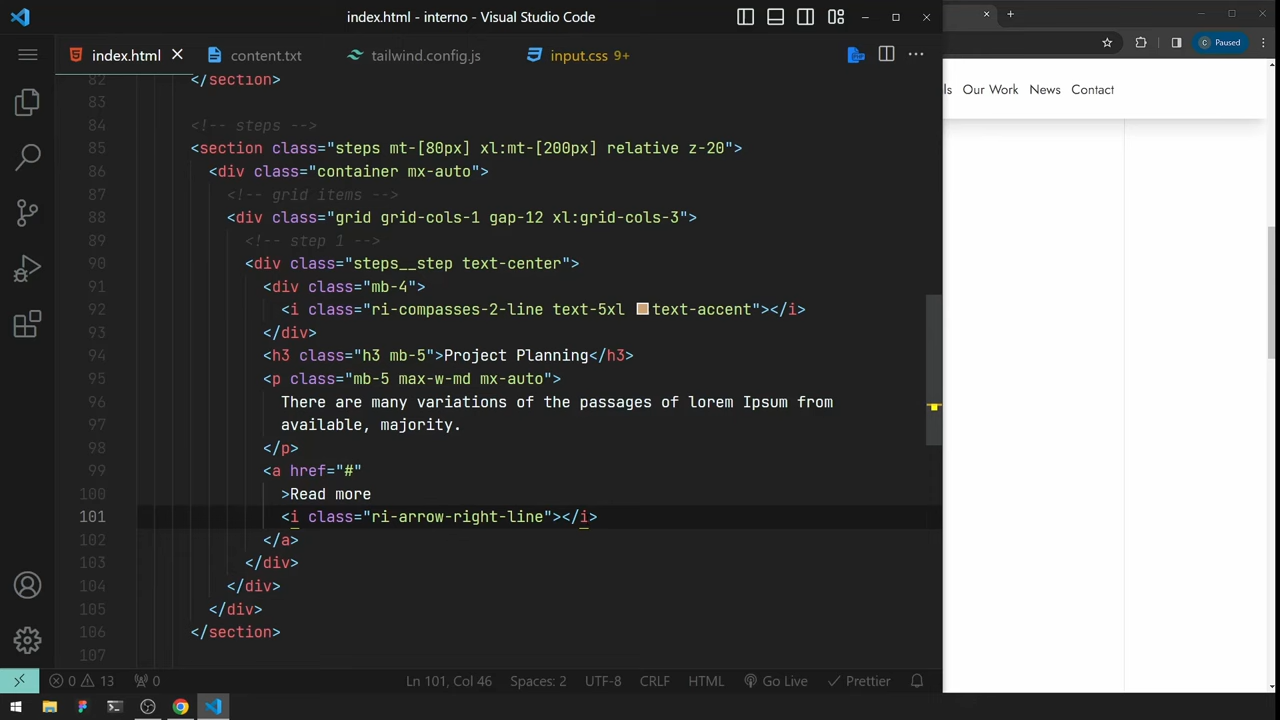 index.html - interno - Visual Studio Code
index.html content.txt tailwind.config.js input.css 9+
Paused
ls Our Work News Contact
82 </section>
83
84 <!-- steps -->
85 <section class="steps mt-[80px] xl:mt-[200px] relative z-20">
86 <div class="container mx-auto">
87 <!-- grid items -->
88 <div class="grid grid-cols-1 gap-12 xl:grid-cols-3">
89 <!-- step 1 -->
90 <div class="steps__step text-center">
91 <div class="mb-4">
92 <i class="ri-compasses-2-line text-5xl text-accent"></i>
93 </div>
94 <h3 class="h3 mb-5">Project Planning</h3>
95 <p class="mb-5 max-w-md mx-auto">
96 There are many variations of the passages of lorem Ipsum from
97 available, majority.
98 </p>
99 <a href="#"
100 >Read more
101 <i class="ri-arrow-right-line"></i>
102 </a>
103 </div>
104 </div>
105 </div>
106 </section>
107
0 13 0 Ln 101, Col 46 Spaces: 2 UTF-8 CRLF HTML Go Live Prettier